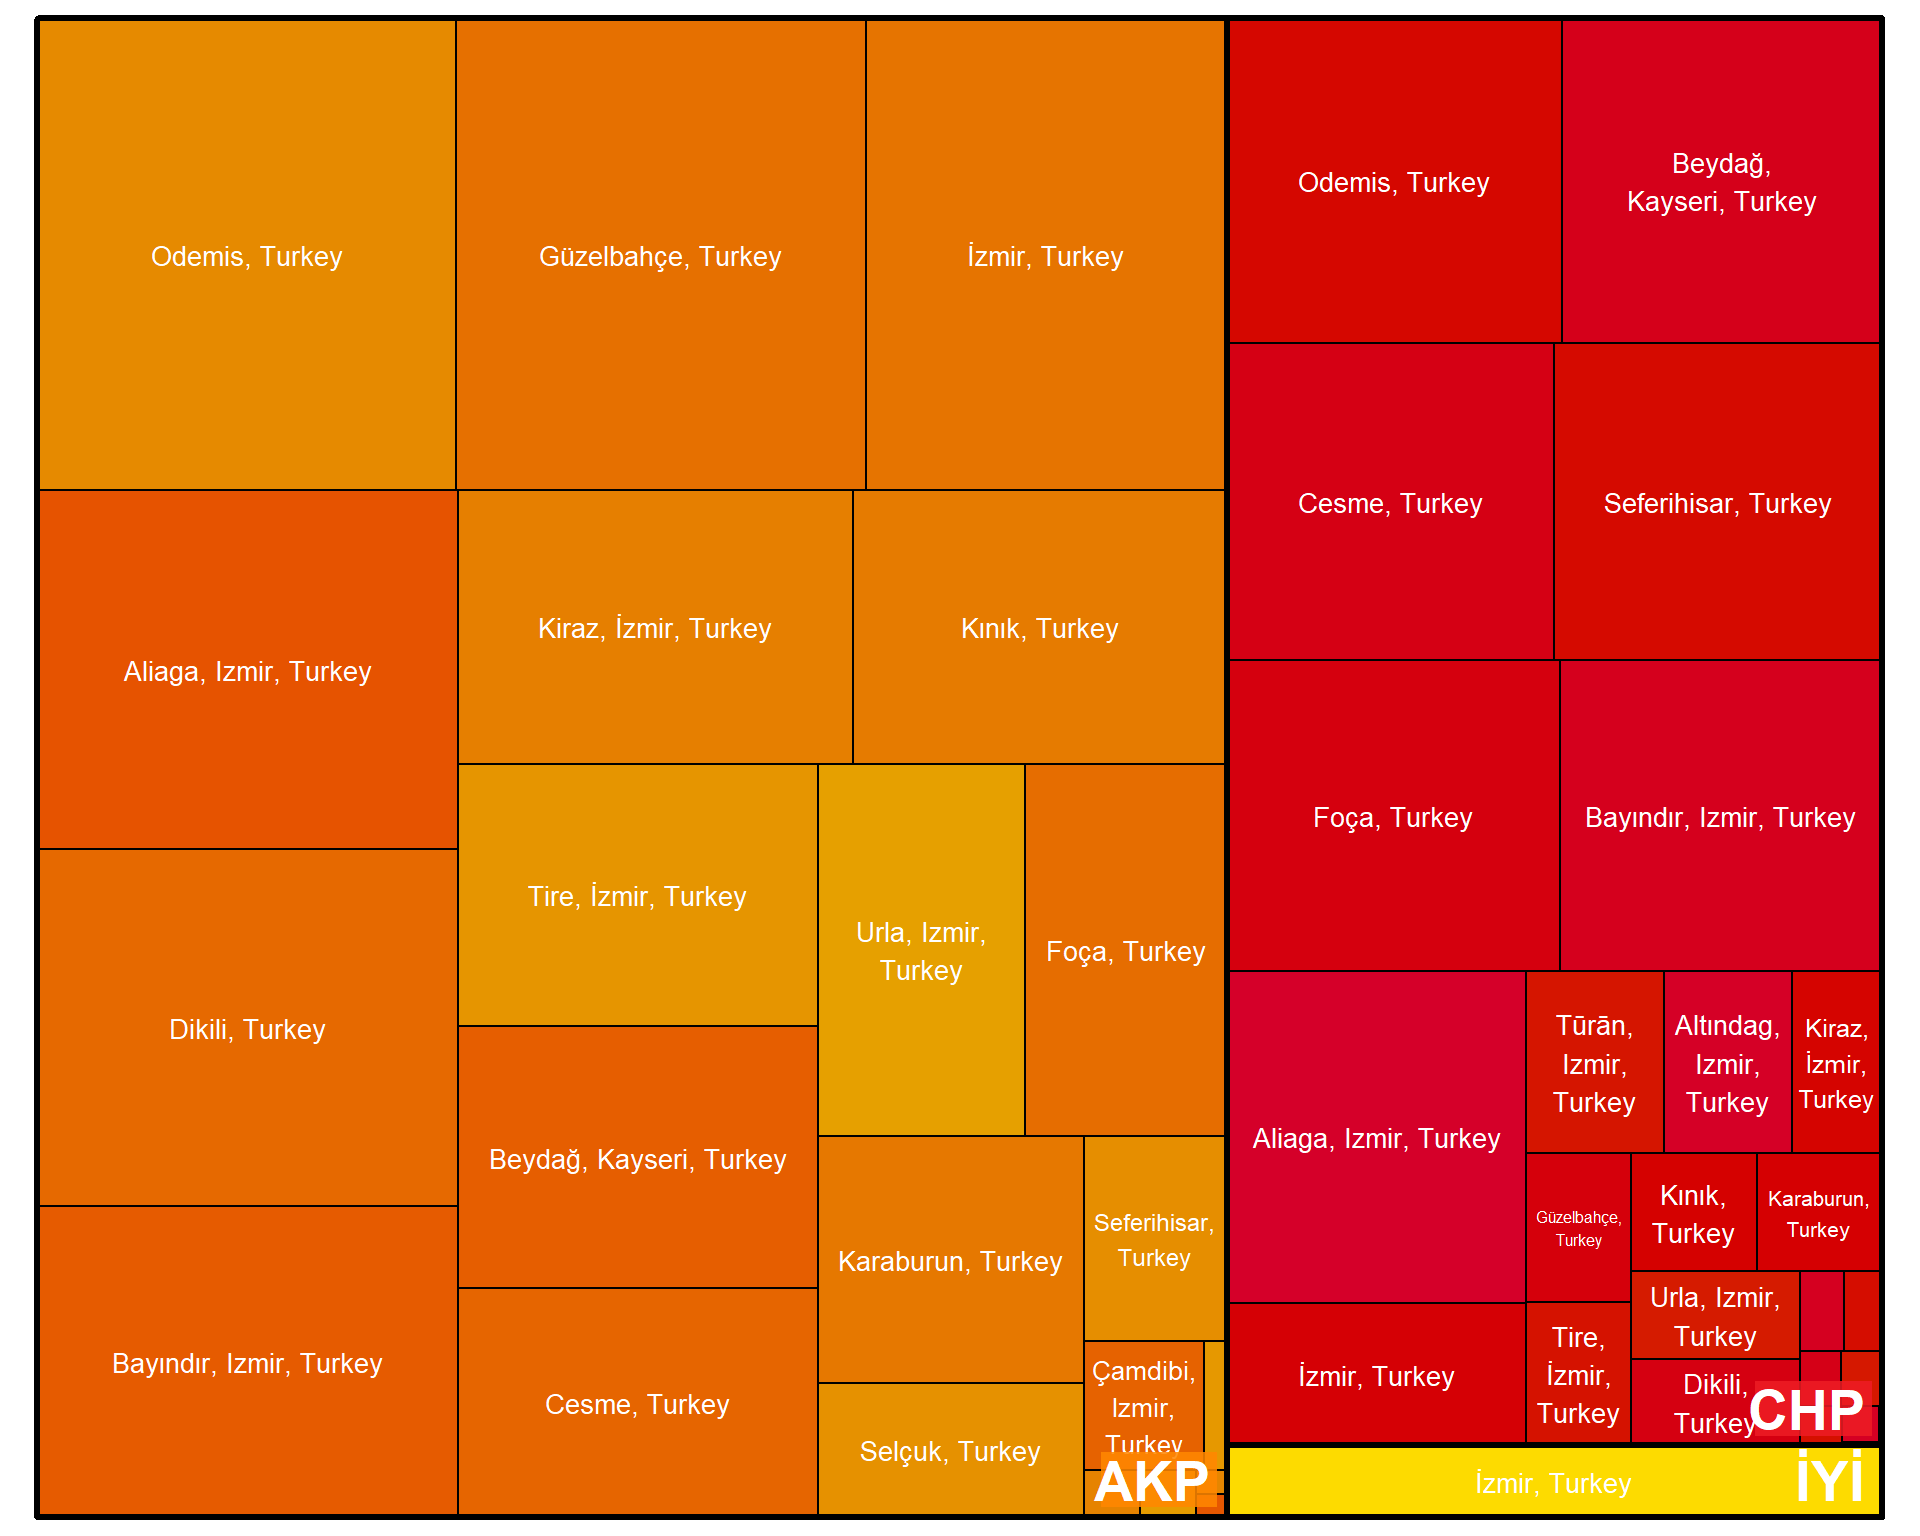 Odemis, Turkey
Güzelbahçe, Turkey
İzmir, Turkey
Aliaga, Izmir, Turkey
Kiraz, İzmir, Turkey
Kınık, Turkey
Dikili, Turkey
Tire, İzmir, Turkey
Urla, Izmir,
Turkey
Foça, Turkey
Bayındır, Izmir, Turkey
Beydağ, Kayseri, Turkey
Cesme, Turkey
Karaburun, Turkey
Seferihisar,
Turkey
Selçuk, Turkey
Çamdibi,
Izmir,
Turkey
AKP
Odemis, Turkey
Beydağ,
Kayseri, Turkey
Cesme, Turkey
Seferihisar, Turkey
Foça, Turkey
Bayındır, Izmir, Turkey
Aliaga, Izmir, Turkey
Tūrān,
Izmir,
Turkey
Altındag,
Izmir,
Turkey
Kiraz,
İzmir,
Turkey
Güzelbahçe,
Turkey
Kınık,
Turkey
Karaburun,
Turkey
İzmir, Turkey
Tire,
İzmir,
Turkey
Urla, Izmir,
Turkey
Dikili,
Turkey
CHP
İzmir, Turkey
İYİ